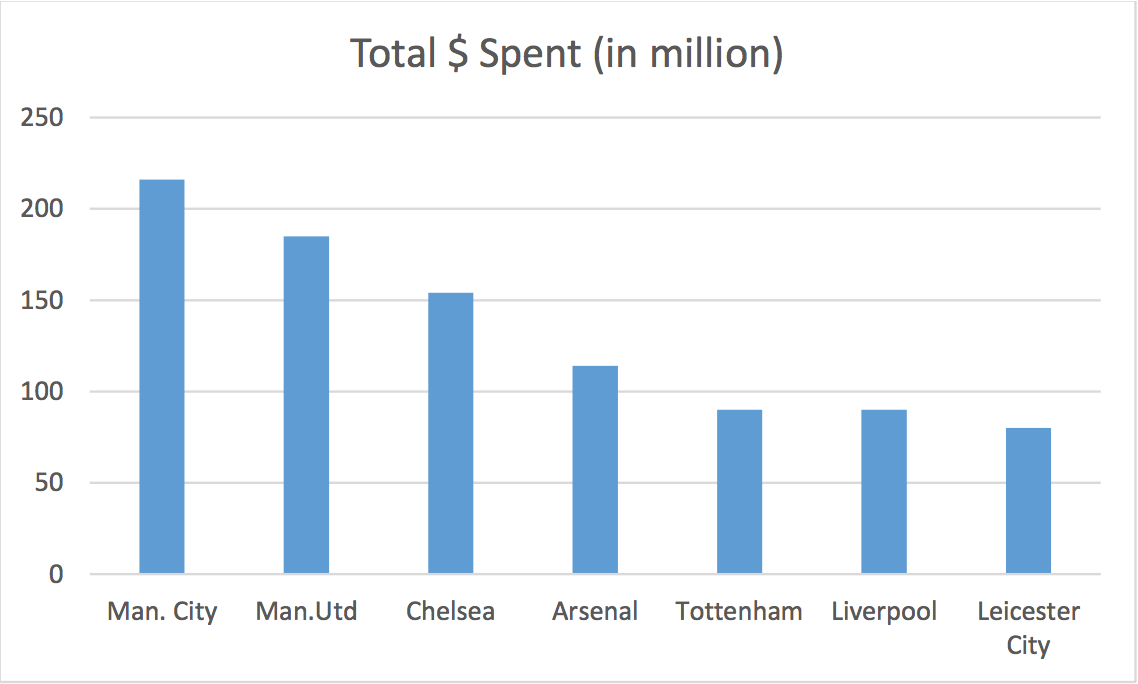 Total $ Spent (in million)
250
200
150
100
50
0
Man. City
Man.Utd
Chelsea
Arsenal
Tottenham
Liverpool
Leicester
City